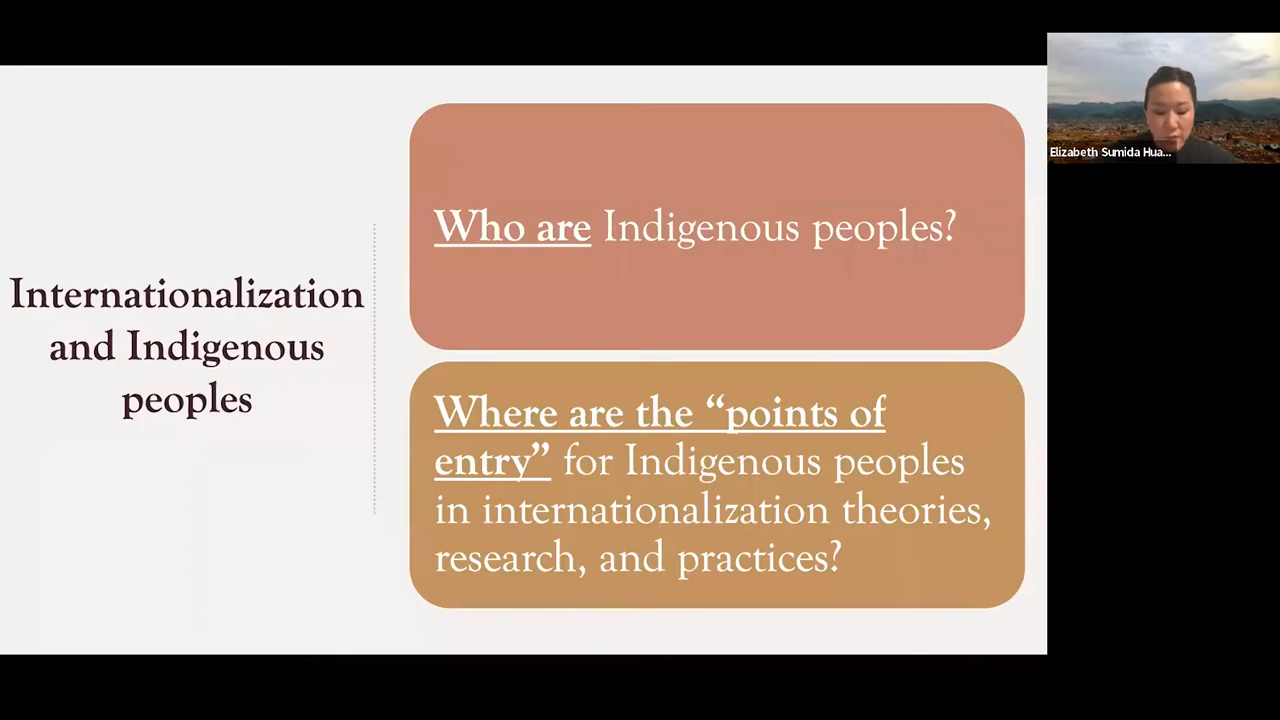 Internationalization
and Indigenous
peoples
Who are Indigenous peoples?
Where are the “points of
entry” for Indigenous peoples
in internationalization theories,
research, and practices?
Elizabeth Sumida Hua...